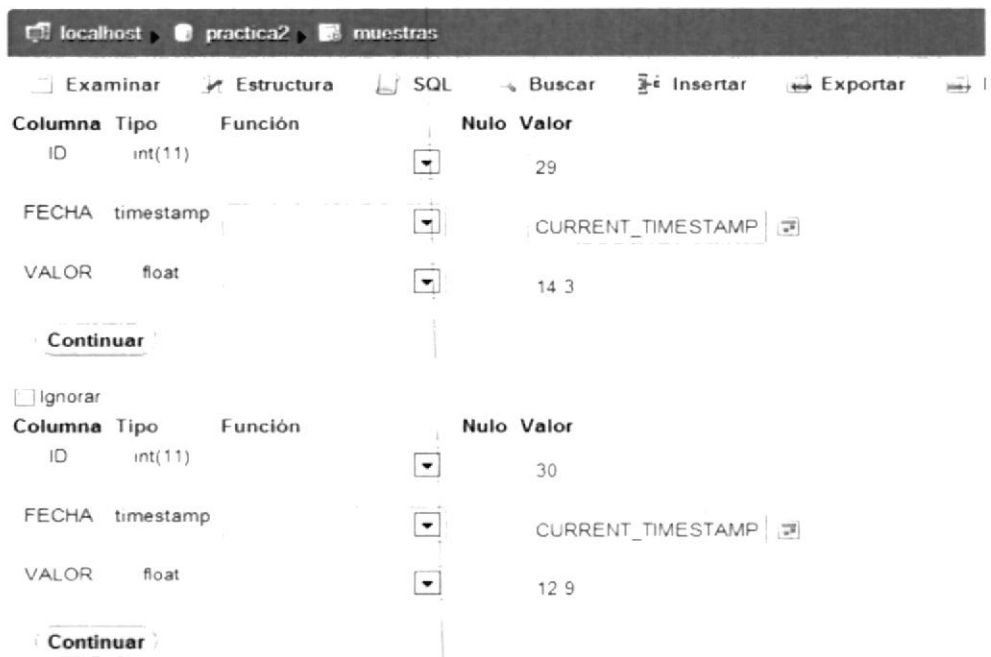 localhost practica2 muestras
Examinar Estructura SQL Buscar Insertar Exportar
Columna Tipo Función Nulo Valor
ID int(11) 29
FECHA timestamp CURRENT_TIMESTAMP
VALOR float 14 3
Continuar
Ignorar
Columna Tipo Función Nulo Valor
ID int(11) 30
FECHA timestamp CURRENT_TIMESTAMP
VALOR float 12 9
Continuar